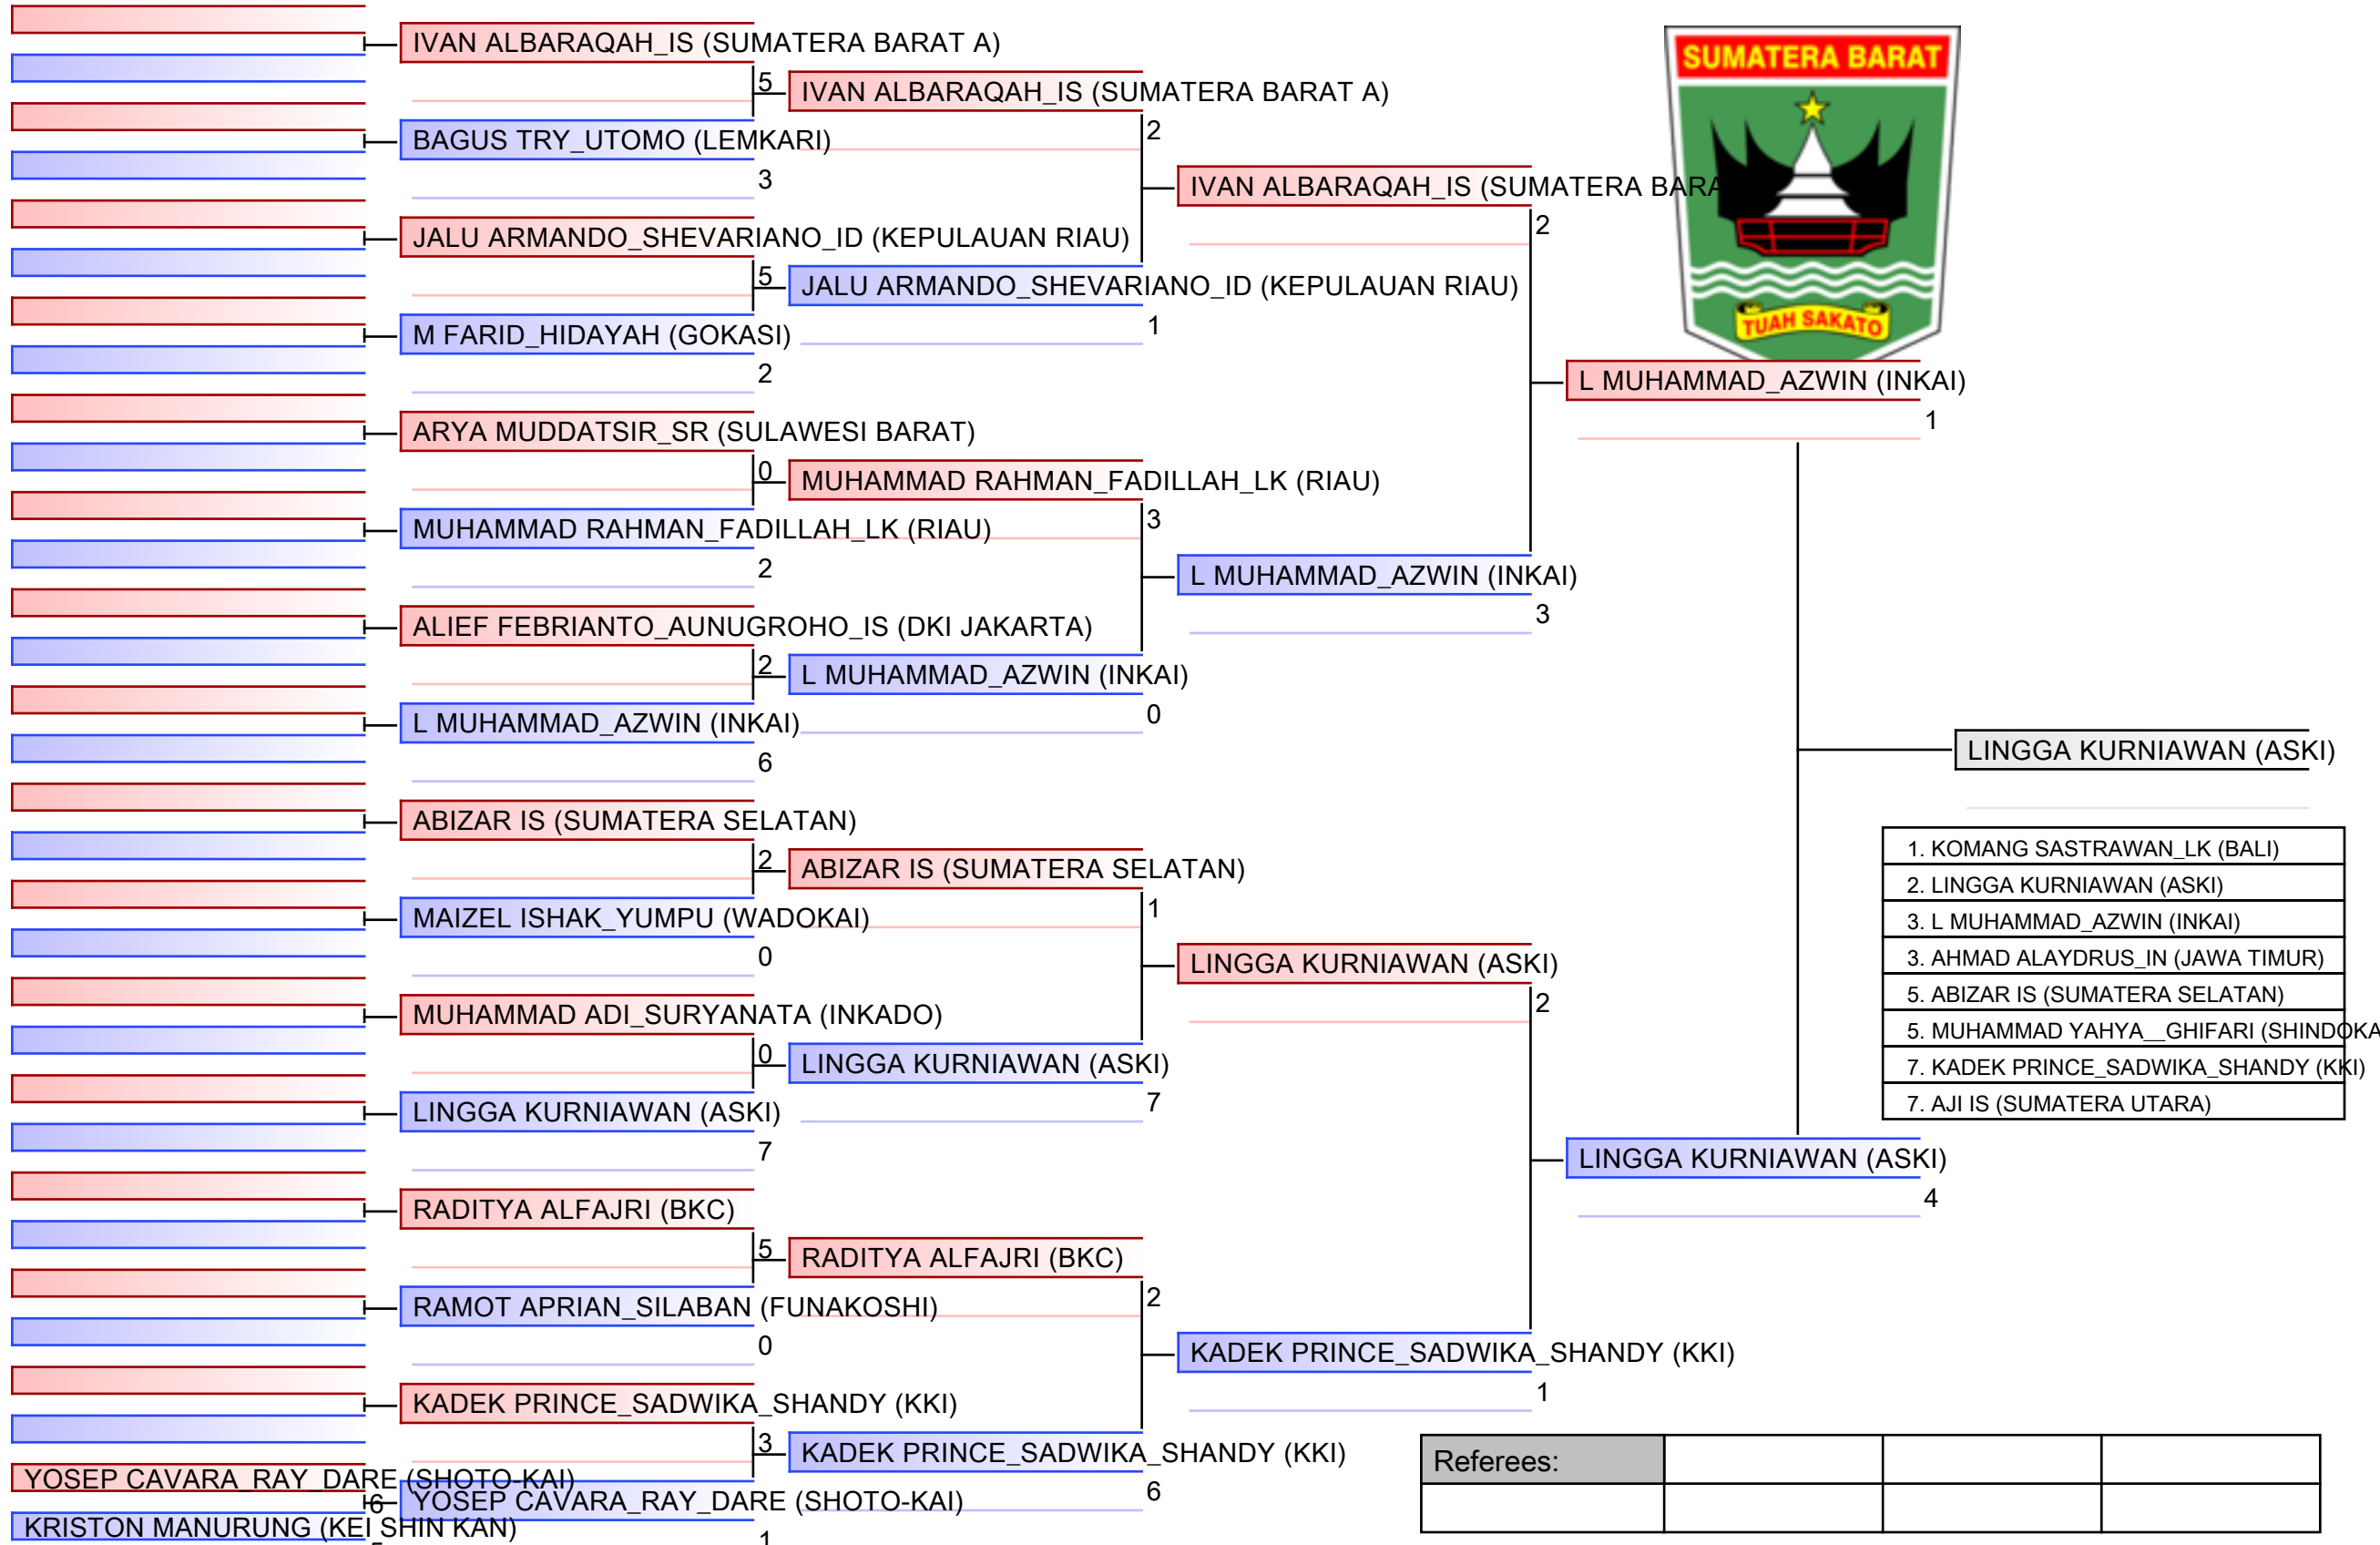 IVAN ALBARAQAH_IS (SUMATERA BARAT A)
5
BAGUS TRY_UTOMO (LEMKARI)
3
JALU ARMANDO_SHEVARIANO_ID (KEPULAUAN RIAU)
5
M FARID_HIDAYAH (GOKASI)
2
ARYA MUDDATSIR_SR (SULAWESI BARAT)
0
MUHAMMAD RAHMAN_FADILLAH_LK (RIAU)
2
ALIEF FEBRIANTO_AUNUGROHO_IS (DKI JAKARTA)
2
L MUHAMMAD_AZWIN (INKAI)
6
ABIZAR IS (SUMATERA SELATAN)
2
MAIZEL ISHAK_YUMPU (WADOKAI)
0
MUHAMMAD ADI_SURYANATA (INKADO)
0
LINGGA KURNIAWAN (ASKI)
7
RADITYA ALFAJRI (BKC)
5
RAMOT APRIAN_SILABAN (FUNAKOSHI)
0
KADEK PRINCE_SADWIKA_SHANDY (KKI)
3
YOSEP CAVARA_RAY_DARE (SHOTO-KAI)
6
YOSEP CAVARA_RAY_DARE (SHOTO-KAI)
KRISTON MANURUNG (KEI SHIN KAN)
1
IVAN ALBARAQAH_IS (SUMATERA BARAT A)
2
JALU ARMANDO_SHEVARIANO_ID (KEPULAUAN RIAU)
1
MUHAMMAD RAHMAN_FADILLAH_LK (RIAU)
3
L MUHAMMAD_AZWIN (INKAI)
0
ABIZAR IS (SUMATERA SELATAN)
1
LINGGA KURNIAWAN (ASKI)
7
RADITYA ALFAJRI (BKC)
2
KADEK PRINCE_SADWIKA_SHANDY (KKI)
6
IVAN ALBARAQAH_IS (SUMATERA BARA
2
L MUHAMMAD_AZWIN (INKAI)
3
LINGGA KURNIAWAN (ASKI)
2
KADEK PRINCE_SADWIKA_SHANDY (KKI)
1
SUMATERA BARAT
TUAH SAKATO
L MUHAMMAD_AZWIN (INKAI)
1
LINGGA KURNIAWAN (ASKI)
4
LINGGA KURNIAWAN (ASKI)
1. KOMANG SASTRAWAN_LK (BALI)
2. LINGGA KURNIAWAN (ASKI)
3. L MUHAMMAD_AZWIN (INKAI)
3. AHMAD ALAYDRUS_IN (JAWA TIMUR)
5. ABIZAR IS (SUMATERA SELATAN)
5. MUHAMMAD YAHYA__GHIFARI (SHINDOKA
7. KADEK PRINCE_SADWIKA_SHANDY (KKI)
7. AJI IS (SUMATERA UTARA)
Referees: